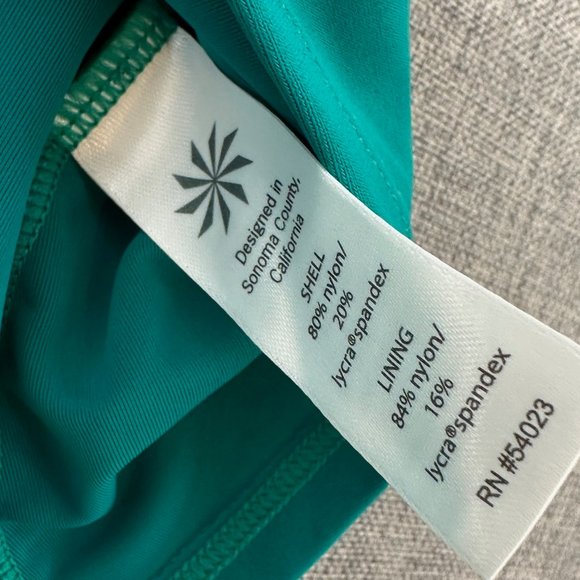 Designed in
Sonoma County,
California
SHELL
80% nylon/
20%
lycra®spandex
LINING
84% nylon/
16%
lycra®spandex
RN #54023